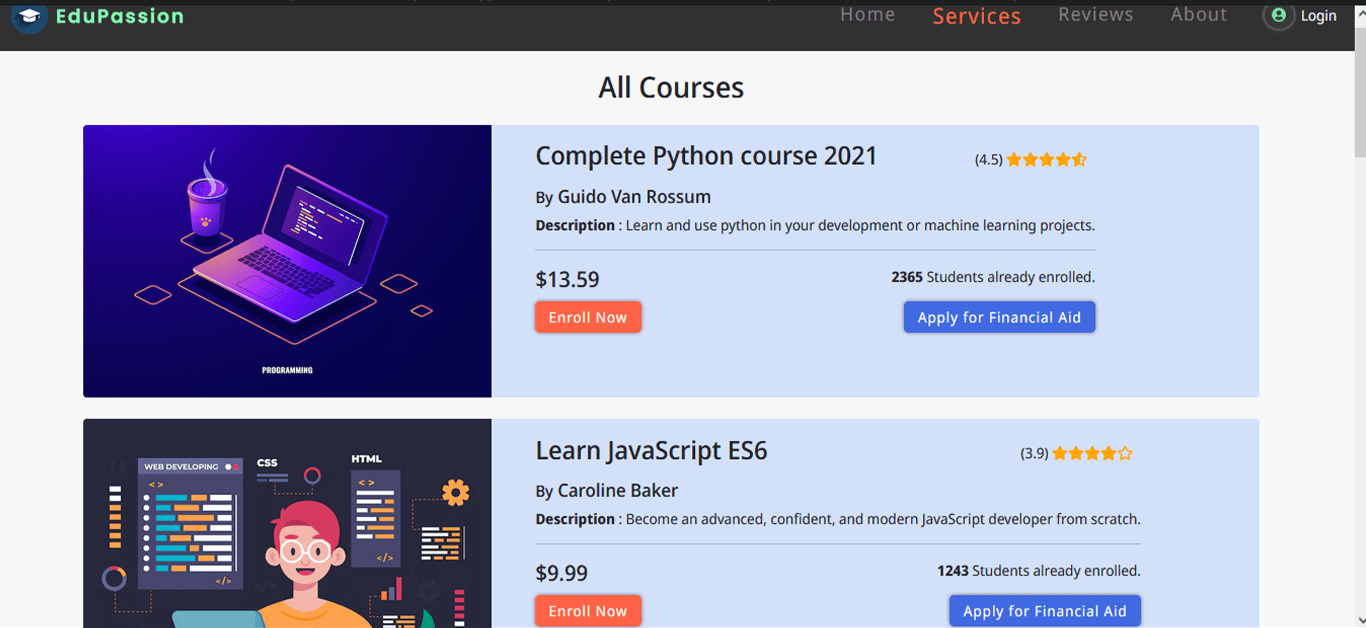 EduPassion
Home Services Reviews About Login
All Courses
Complete Python course 2021
(4.5)
By Guido Van Rossum
Description : Learn and use python in your development or machine learning projects.
$13.59
2365 Students already enrolled.
Enroll Now
Apply for Financial Aid
PROGRAMMING
Learn JavaScript ES6
(3.9)
By Caroline Baker
Description : Become an advanced, confident, and modern JavaScript developer from scratch.
$9.99
1243 Students already enrolled.
Enroll Now
Apply for Financial Aid
WEB DEVELOPING
CSS
HTML
< >
< >
</>
</>
</>